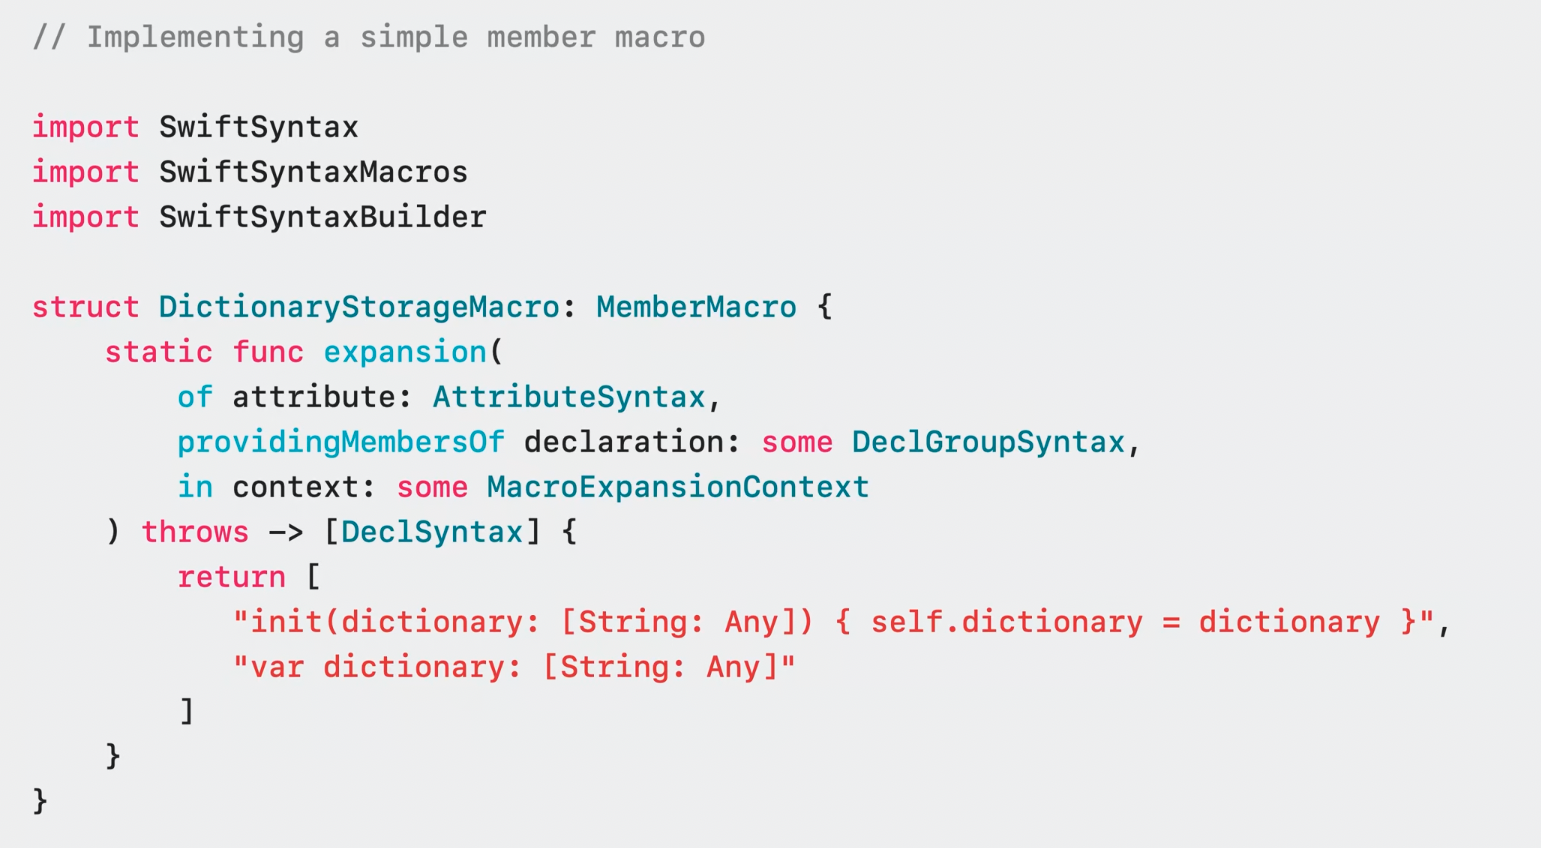 // Implementing a simple member macro
import SwiftSyntax
import SwiftSyntaxMacros
import SwiftSyntaxBuilder
struct DictionaryStorageMacro: MemberMacro {
static func expansion(
of attribute: AttributeSyntax,
providingMembersOf declaration: some DeclGroupSyntax,
in context: some MacroExpansionContext
) throws -> [DeclSyntax] {
return [
"init(dictionary: [String: Any]) { self.dictionary = dictionary }",
"var dictionary: [String: Any]"
]
}
}